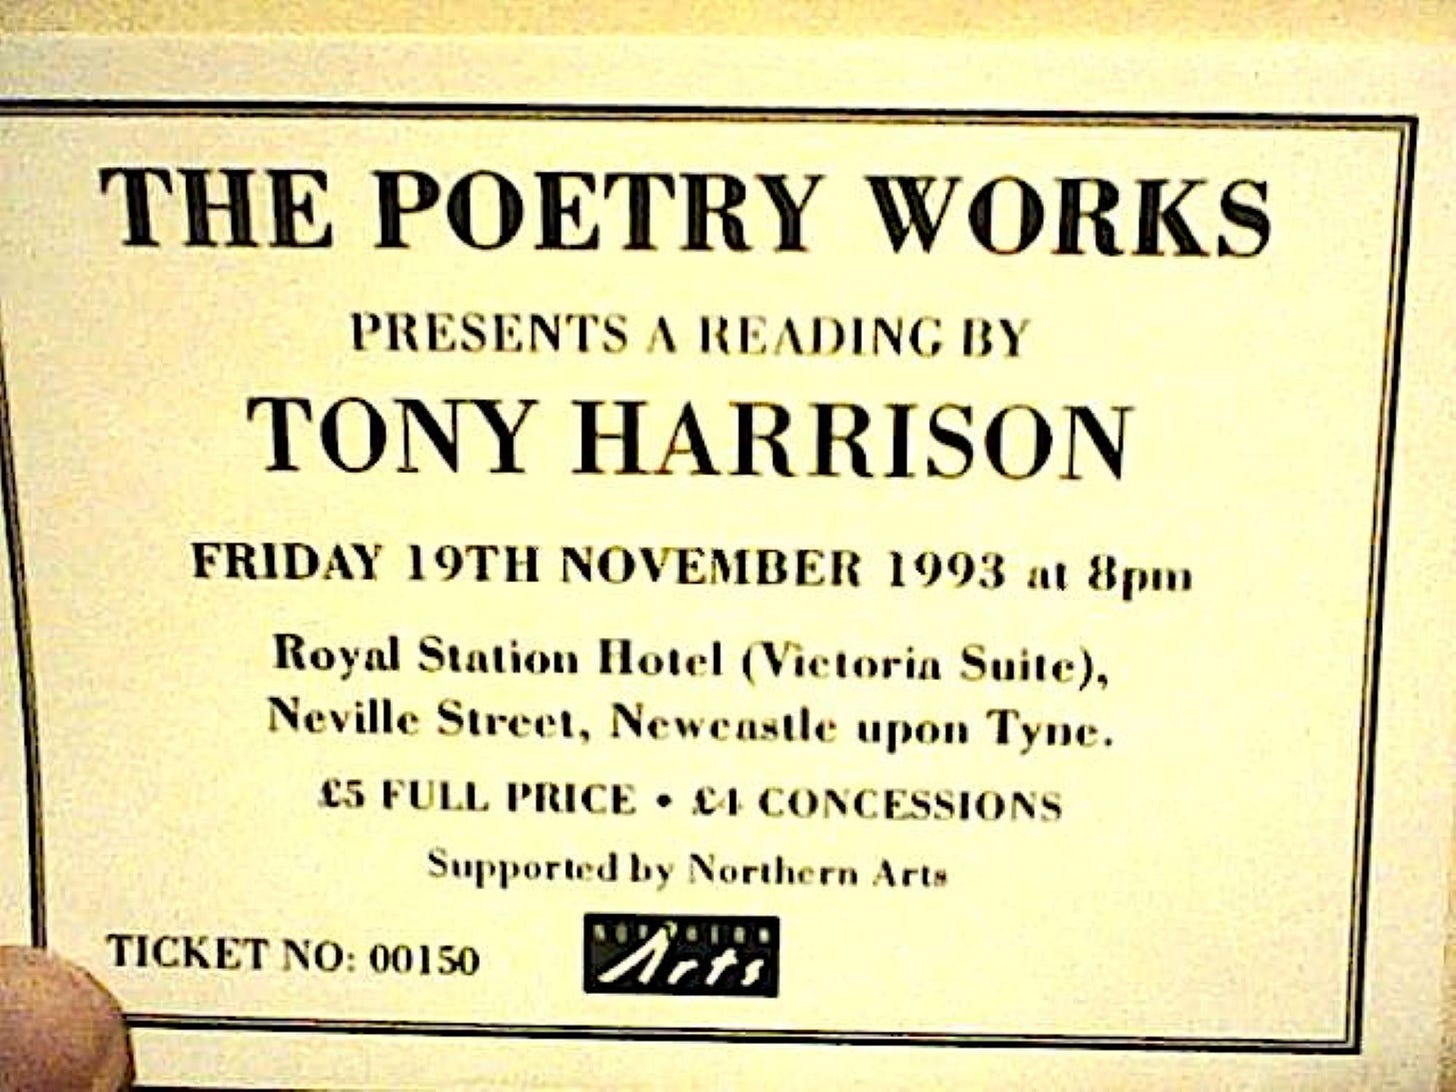 THE POETRY WORKS
PRESENTS A READING BY
TONY HARRISON
FRIDAY 19TH NOVEMBER 1993 at 8pm
Royal Station Hotel (Victoria Suite),
Neville Street, Newcastle upon Tyne.
£5 FULL PRICE • £4 CONCESSIONS
Supported by Northern Arts
TICKET NO: 00150
NORTHERN
Arts